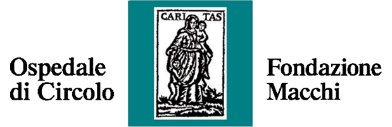 Ospedale
di Circolo
CARITAS
Fondazione
Macchi